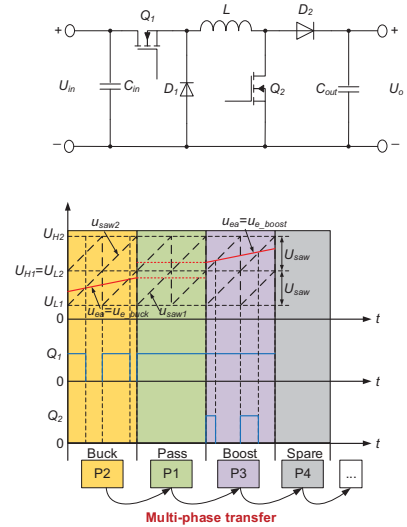 Q1 L D2
+ +
Uin Cin D1 Q2 Cout Uo
− −
UH2 usaw2 uea=ue_boost
Usaw
UH1=UL2
Usaw
UL1 uea=ue_buck usaw1
0 t
Q1
0 t
Q2
0 t
Buck Pass Boost Spare
P2 P1 P3 P4 ...
Multi-phase transfer